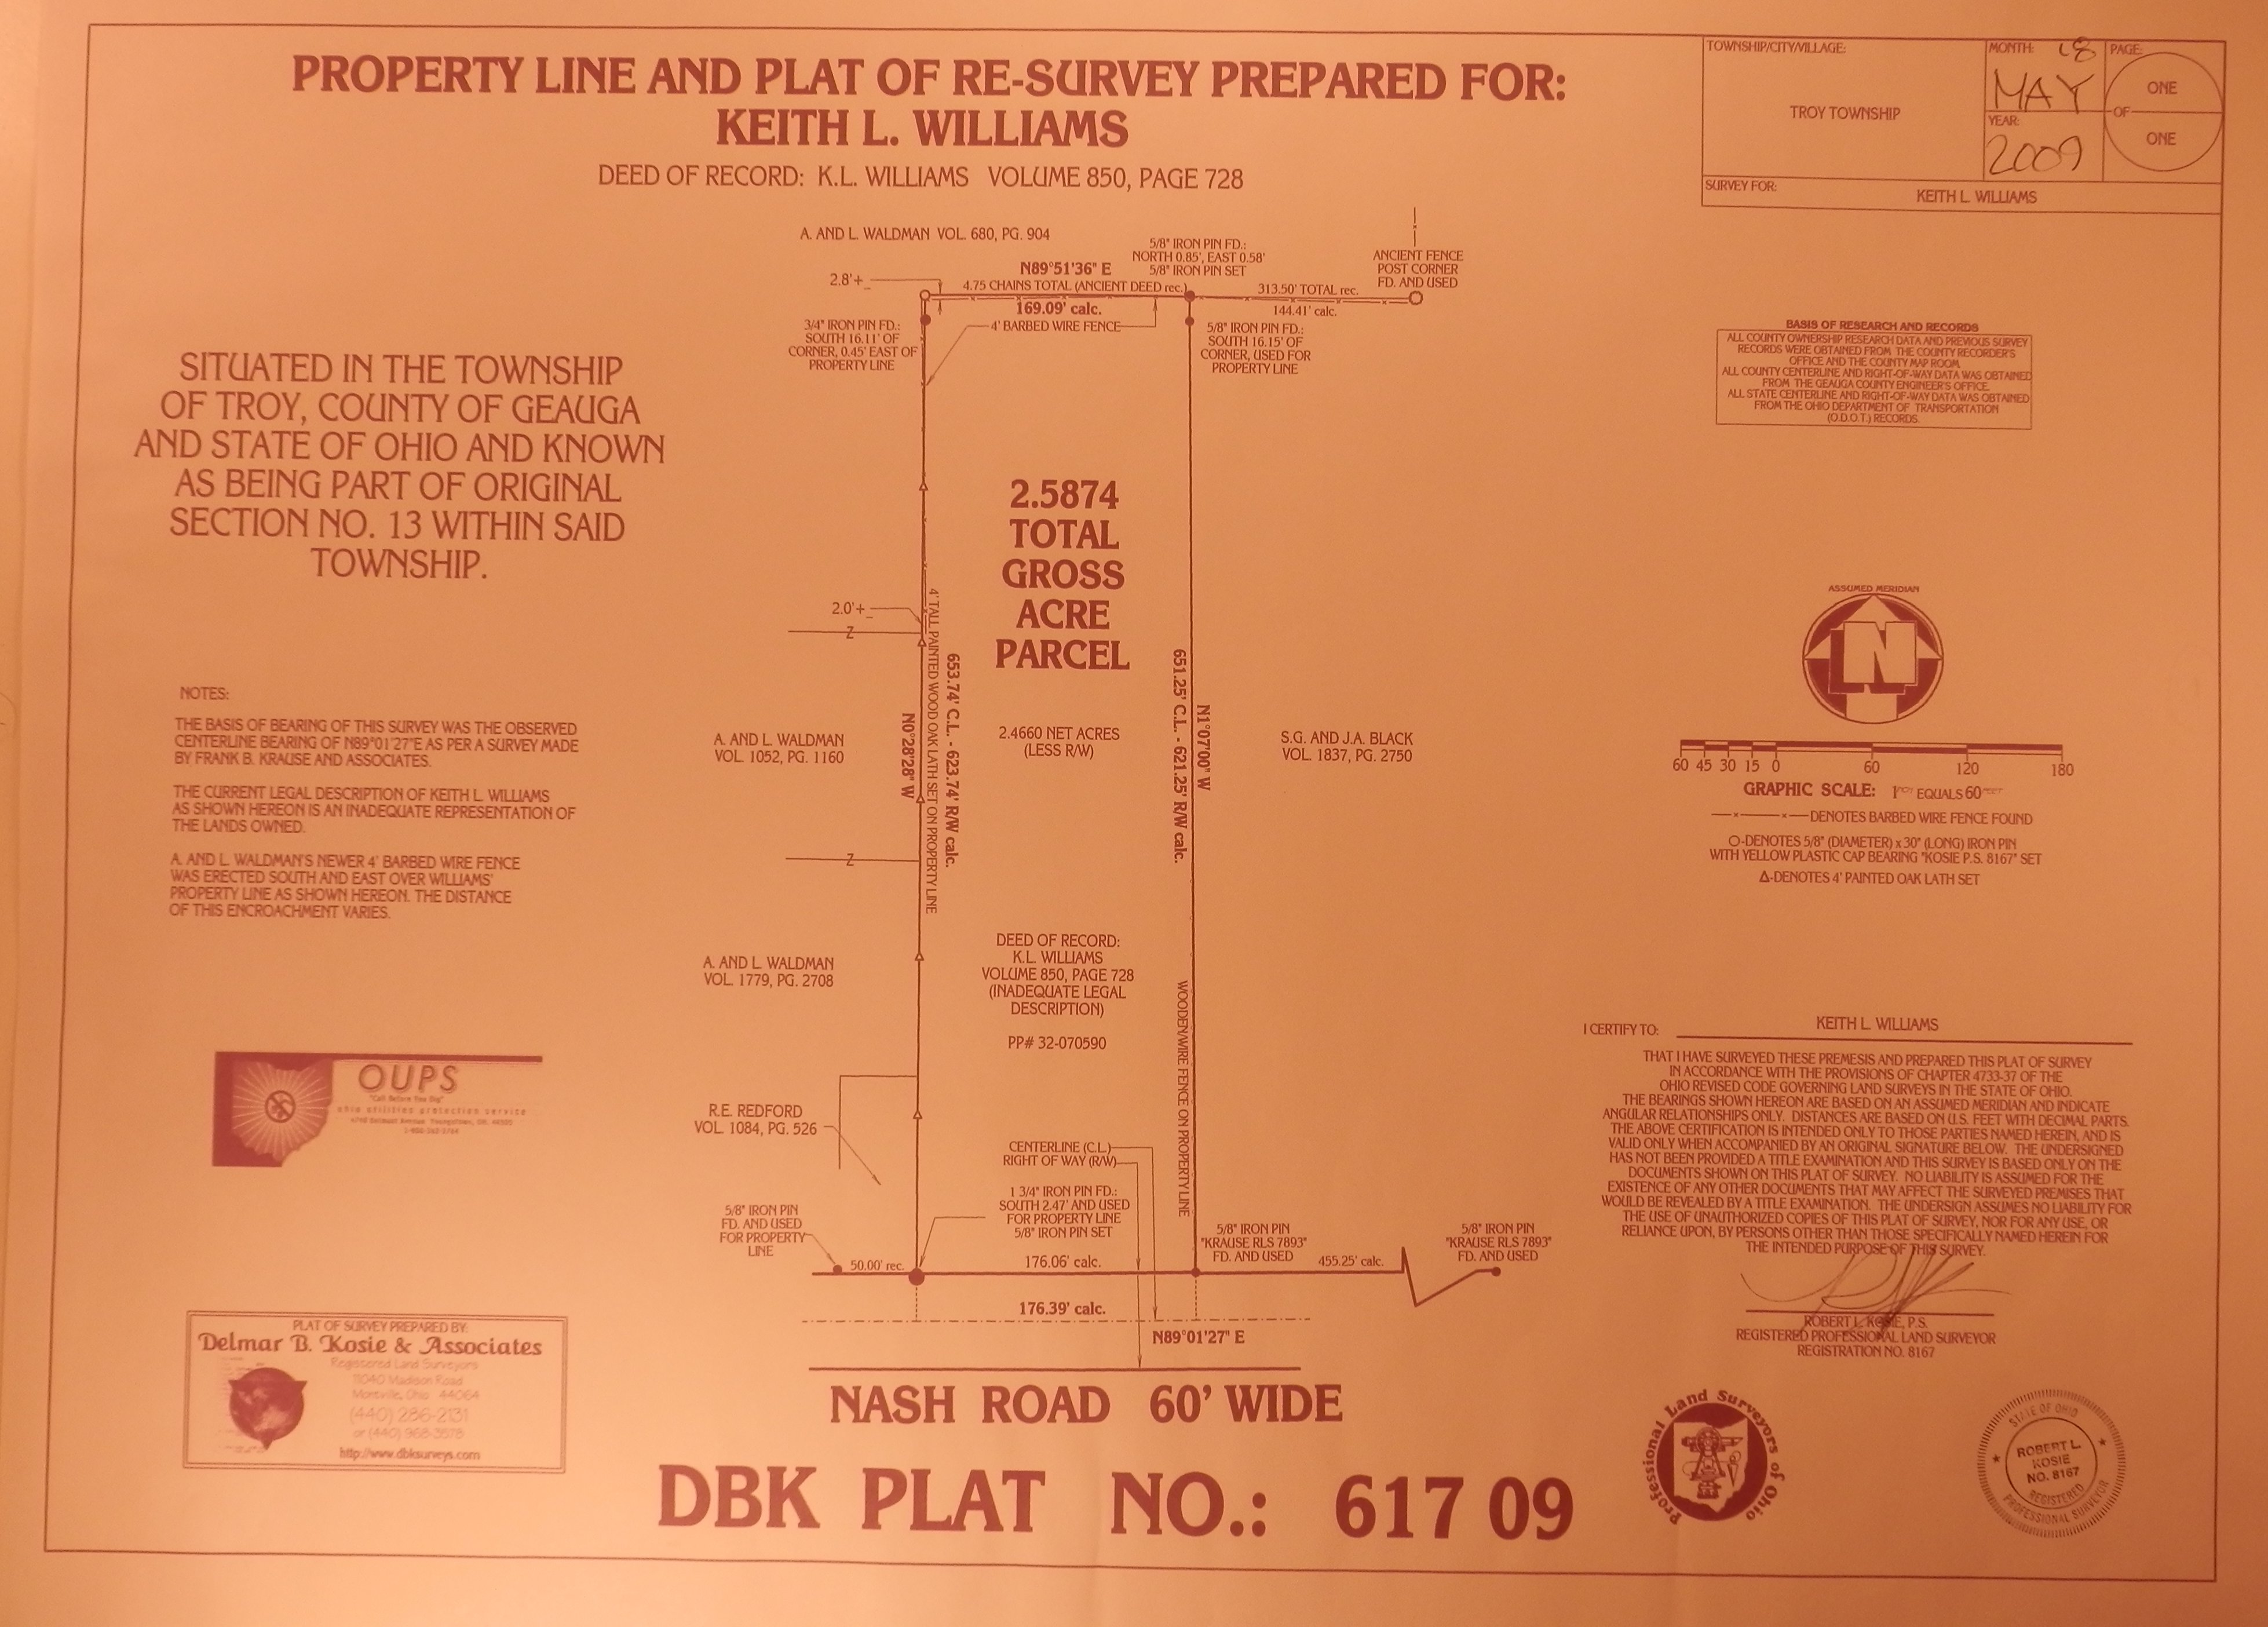 PROPERTY LINE AND PLAT OF RE-SURVEY PREPARED FOR:
KEITH L. WILLIAMS
DEED OF RECORD: K.L. WILLIAMS VOLUME 850, PAGE 728
TOWNSHIP/CITY/VILLAGE:
TROY TOWNSHIP
MONTH: 18
MAY
YEAR:
2009
PAGE:
ONE
OF
ONE
SURVEY FOR:
KEITH L. WILLIAMS
A. AND L. WALDMAN VOL. 680, PG. 904
5/8" IRON PIN FD.:
NORTH 0.85', EAST 0.58'
5/8" IRON PIN SET
ANCIENT FENCE
POST CORNER
FD. AND USED
2.8'+_
N89°51'36" E
4.75 CHAINS TOTAL (ANCIENT DEED rec.)
169.09' calc.
4' BARBED WIRE FENCE
313.50' TOTAL rec.
144.41' calc.
3/4" IRON PIN FD.:
SOUTH 16.11' OF
CORNER, 0.45' EAST OF
PROPERTY LINE
5/8" IRON PIN FD.:
SOUTH 16.15' OF
CORNER, USED FOR
PROPERTY LINE
BASIS OF RESEARCH AND RECORDS
ALL COUNTY OWNERSHIP RESEARCH DATA AND PREVIOUS SURVEY
RECORDS WERE OBTAINED FROM THE COUNTY RECORDER'S
OFFICE AND THE COUNTY MAP ROOM.
ALL COUNTY CENTERLINE AND RIGHT-OF-WAY DATA WAS OBTAINED
FROM THE GEAUGA COUNTY ENGINEER'S OFFICE.
ALL STATE CENTERLINE AND RIGHT-OF-WAY DATA WAS OBTAINED
FROM THE OHIO DEPARTMENT OF TRANSPORTATION
(O.D.O.T.) RECORDS.
SITUATED IN THE TOWNSHIP
OF TROY, COUNTY OF GEAUGA
AND STATE OF OHIO AND KNOWN
AS BEING PART OF ORIGINAL
SECTION NO. 13 WITHIN SAID
TOWNSHIP.
2.5874
TOTAL
GROSS
ACRE
PARCEL
2.0'+_
Z
4' TALL PAINTED WOOD OAK LATH SET ON PROPERTY LINE
653.74' C.L. - 623.74' R/W calc.
N0°28'28" W
651.25' C.L. - 621.25' R/W calc.
N1°07'00" W
2.4660 NET ACRES
(LESS R/W)
ASSUMED MERIDIAN
N
NOTES:
THE BASIS OF BEARING OF THIS SURVEY WAS THE OBSERVED
CENTERLINE BEARING OF N89°01'27"E AS PER A SURVEY MADE
BY FRANK B. KRAUSE AND ASSOCIATES.
THE CURRENT LEGAL DESCRIPTION OF KEITH L. WILLIAMS
AS SHOWN HEREON IS AN INADEQUATE REPRESENTATION OF
THE LANDS OWNED.
A. AND L. WALDMAN'S NEWER 4' BARBED WIRE FENCE
WAS ERECTED SOUTH AND EAST OVER WILLIAMS'
PROPERTY LINE AS SHOWN HEREON. THE DISTANCE
OF THIS ENCROACHMENT VARIES.
A. AND L. WALDMAN
VOL. 1052, PG. 1160
S.G. AND J.A. BLACK
VOL. 1837, PG. 2750
60 45 30 15 0 60 120 180
GRAPHIC SCALE: 1 INCH EQUALS 60 FEET
DENOTES BARBED WIRE FENCE FOUND
O-DENOTES 5/8" (DIAMETER) x 30" (LONG) IRON PIN
WITH YELLOW PLASTIC CAP BEARING "KOSIE P.S. 8167" SET
Δ-DENOTES 4' PAINTED OAK LATH SET
Z
A. AND L. WALDMAN
VOL. 1779, PG. 2708
DEED OF RECORD:
K.L. WILLIAMS
VOLUME 850, PAGE 728
(INADEQUATE LEGAL
DESCRIPTION)
PP# 32-070590
WOODEN/WIRE FENCE ON PROPERTY LINE
OUPS
"Call Before You Dig"
ohio utilities protection service
R.E. REDFORD
VOL. 1084, PG. 526
CENTERLINE (C.L.)
RIGHT OF WAY (R/W)
1 3/4" IRON PIN FD.:
SOUTH 2.47' AND USED
FOR PROPERTY LINE
5/8" IRON PIN SET
5/8" IRON PIN
FD. AND USED
FOR PROPERTY
LINE
5/8" IRON PIN
"KRAUSE RLS 7893"
FD. AND USED
5/8" IRON PIN
"KRAUSE RLS 7893"
FD. AND USED
50.00' rec.
176.06' calc.
455.25' calc.
176.39' calc.
N89°01'27" E
I CERTIFY TO: KEITH L. WILLIAMS
THAT I HAVE SURVEYED THESE PREMESIS AND PREPARED THIS PLAT OF SURVEY
IN ACCORDANCE WITH THE PROVISIONS OF CHAPTER 4733-37 OF THE
OHIO REVISED CODE GOVERNING LAND SURVEYS IN THE STATE OF OHIO.
THE BEARINGS SHOWN HEREON ARE BASED ON AN ASSUMED MERIDIAN AND INDICATE
ANGULAR RELATIONSHIPS ONLY. DISTANCES ARE BASED ON U.S. FEET WITH DECIMAL PARTS.
THE ABOVE CERTIFICATION IS INTENDED ONLY TO THOSE PARTIES NAMED HEREIN, AND IS
VALID ONLY WHEN ACCOMPANIED BY AN ORIGINAL SIGNATURE BELOW. THE UNDERSIGNED
HAS NOT BEEN PROVIDED A TITLE EXAMINATION AND THIS SURVEY IS BASED ONLY ON THE
DOCUMENTS SHOWN ON THIS PLAT OF SURVEY. NO LIABILITY IS ASSUMED FOR THE
EXISTENCE OF ANY OTHER DOCUMENTS THAT MAY AFFECT THE SURVEYED PREMISES THAT
WOULD BE REVEALED BY A TITLE EXAMINATION. THE UNDERSIGN ASSUMES NO LIABILITY FOR
THE USE OF UNAUTHORIZED COPIES OF THIS PLAT OF SURVEY, NOR FOR ANY USE, OR
RELIANCE UPON, BY PERSONS OTHER THAN THOSE SPECIFICALLY NAMED HEREIN FOR
THE INTENDED PURPOSE OF THIS SURVEY.
ROBERT L. KOSIE, P.S.
REGISTERED PROFESSIONAL LAND SURVEYOR
REGISTRATION NO. 8167
PLAT OF SURVEY PREPARED BY:
Delmar B. Kosie & Associates
Registered Land Surveyors
11040 Madison Road
Montville, Ohio 44064
(440) 286-2131
or (440) 968-3578
http://www.dbksurveys.com
NASH ROAD 60' WIDE
DBK PLAT NO.: 617 09
Professional Land Surveyors of Ohio
STATE OF OHIO
ROBERT L.
KOSIE
NO. 8167
REGISTERED
PROFESSIONAL SURVEYOR